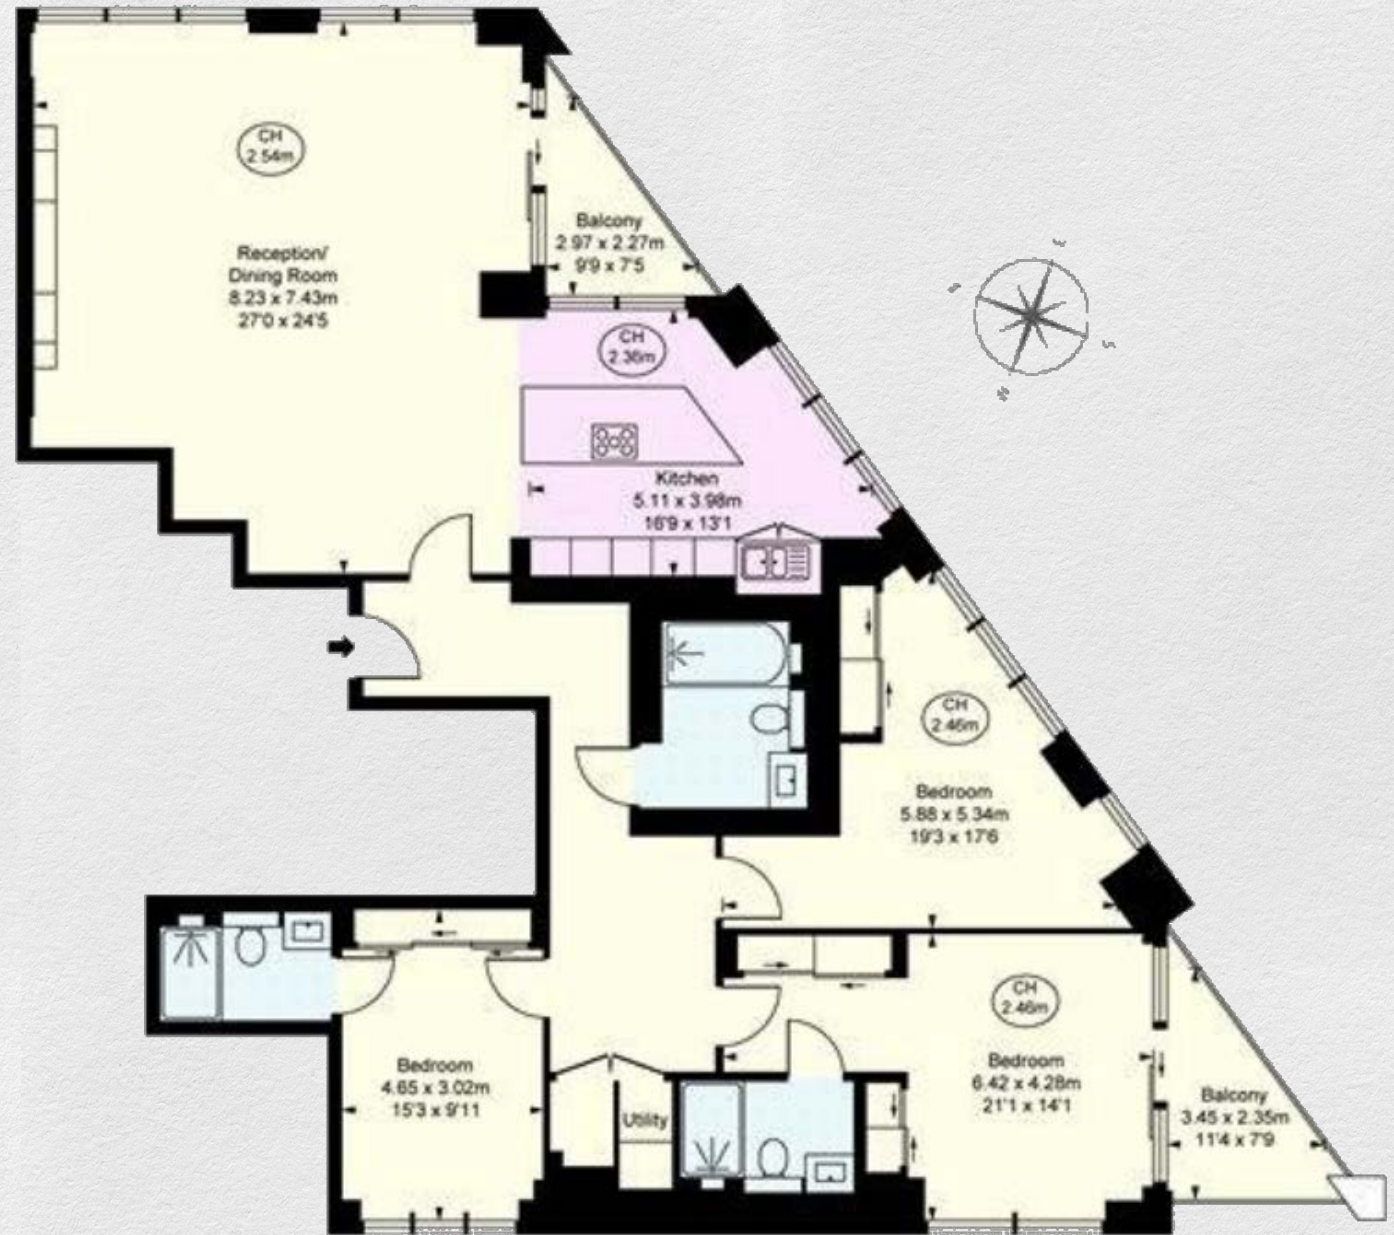 CH
2.54m
Reception/
Dining Room
8.23 x 7.43m
27'0 x 24'5
Balcony
2.97 x 2.27m
9'9 x 7'5
CH
2.36m
Kitchen
5.11 x 3.98m
16'9 x 13'1
CH
2.46m
Bedroom
5.88 x 5.34m
19'3 x 17'6
CH
2.46m
Bedroom
6.42 x 4.28m
21'1 x 14'1
Balcony
3.45 x 2.35m
11'4 x 7'9
Bedroom
4.65 x 3.02m
15'3 x 9'11
Utility